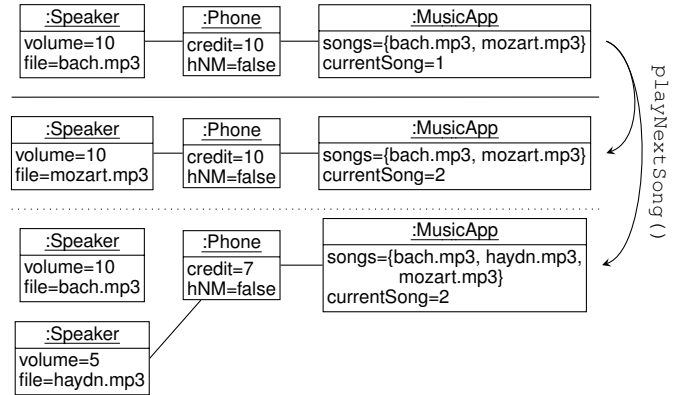 :Speaker
volume=10
file=bach.mp3
:Phone
credit=10
hNM=false
:MusicApp
songs={bach.mp3, mozart.mp3}
currentSong=1
:Speaker
volume=10
file=mozart.mp3
:Phone
credit=10
hNM=false
:MusicApp
songs={bach.mp3, mozart.mp3}
currentSong=2
:Speaker
volume=10
file=bach.mp3
:Phone
credit=7
hNM=false
:MusicApp
songs={bach.mp3, haydn.mp3,
mozart.mp3}
currentSong=2
:Speaker
volume=5
file=haydn.mp3
playNextSong()